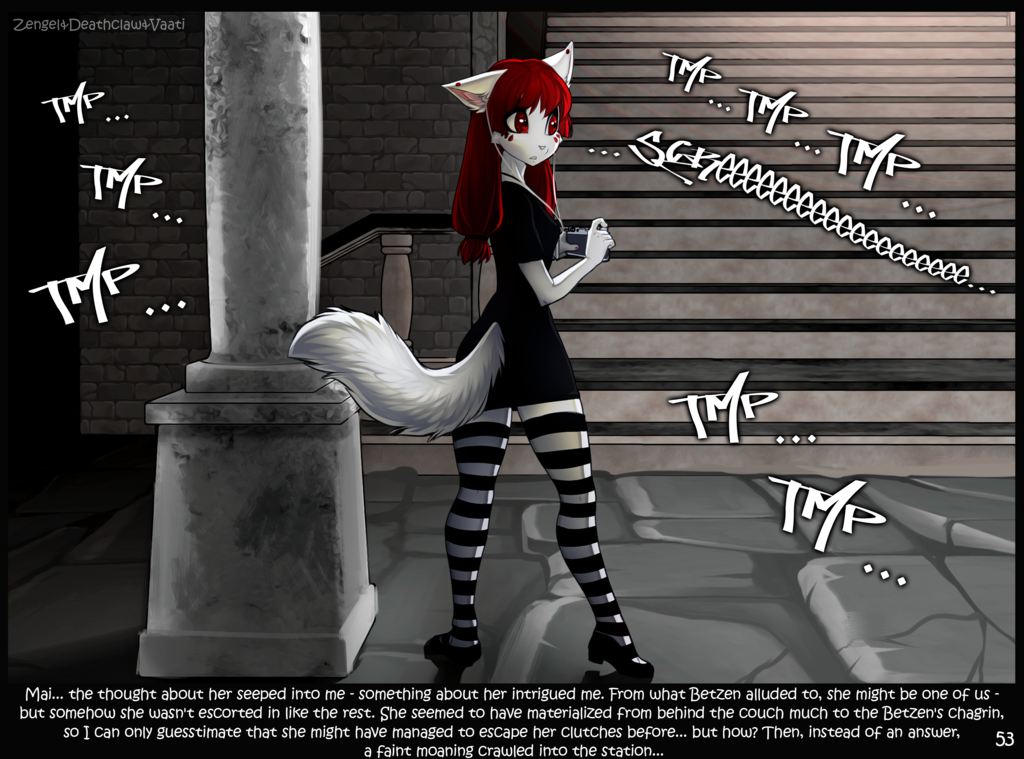 Zengel&Deathclaw&Vaati
TMP...
TMP...
TMP...
TMP...
TMP...
TMP...
...SCRCCCCCCCCCCCCCCCCCCC...
TMP...
TMP...
Mai... the thought about her seeped into me - something about her intrigued me. From what Betzen alluded to, she might be one of us -
but somehow she wasn't escorted in like the rest. She seemed to have materialized from behind the couch much to the Betzen's chagrin,
so I can only guesstimate that she might have managed to escape her clutches before... but how? Then, instead of an answer,
a faint moaning crawled into the station...
53